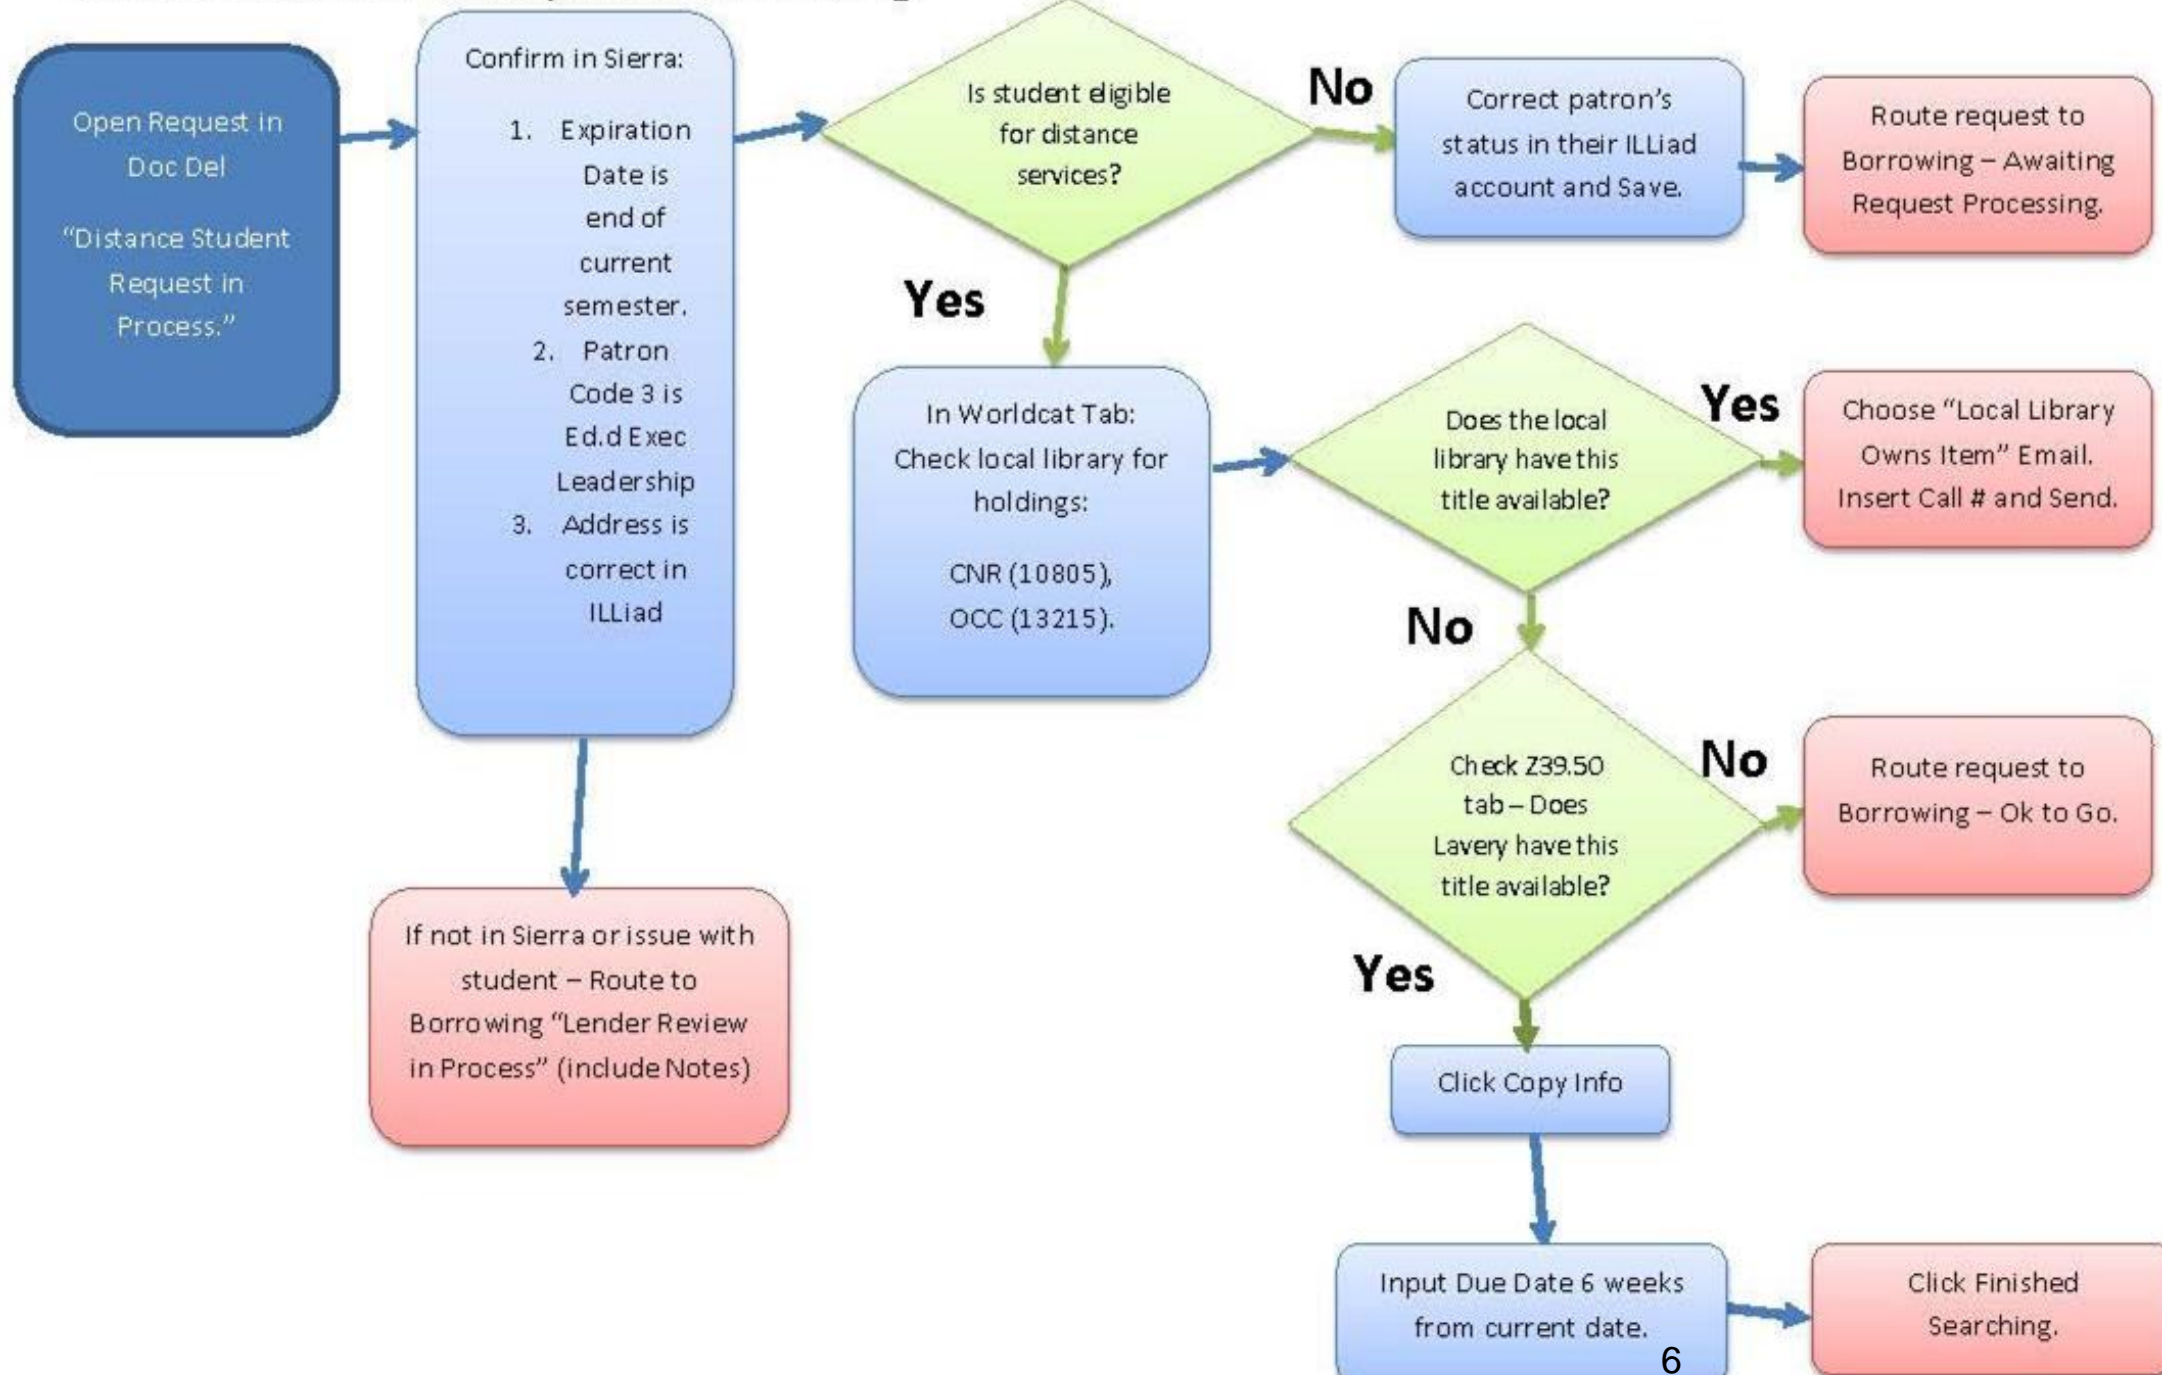 Open Request in
Doc Del
“Distance Student
Request in
Process.”
Confirm in Sierra:
1. Expiration
Date is
end of
current
semester.
2. Patron
Code 3 is
Ed.d Exec
Leadership
3. Address is
correct in
ILLiad
If not in Sierra or issue with
student – Route to
Borrowing “Lender Review
in Process” (include Notes)
Is student eligible
for distance
services?
No
Correct patron’s
status in their ILLiad
account and Save.
Route request to
Borrowing – Awaiting
Request Processing.
Yes
In Worldcat Tab:
Check local library for
holdings:
CNR (10805),
OCC (13215).
Does the local
library have this
title available?
Yes
Choose “Local Library
Owns Item” Email.
Insert Call # and Send.
No
Check Z39.50
tab – Does
Lavery have this
title available?
No
Route request to
Borrowing – Ok to Go.
Yes
Click Copy Info
Input Due Date 6 weeks
from current date.
Click Finished
Searching.
6